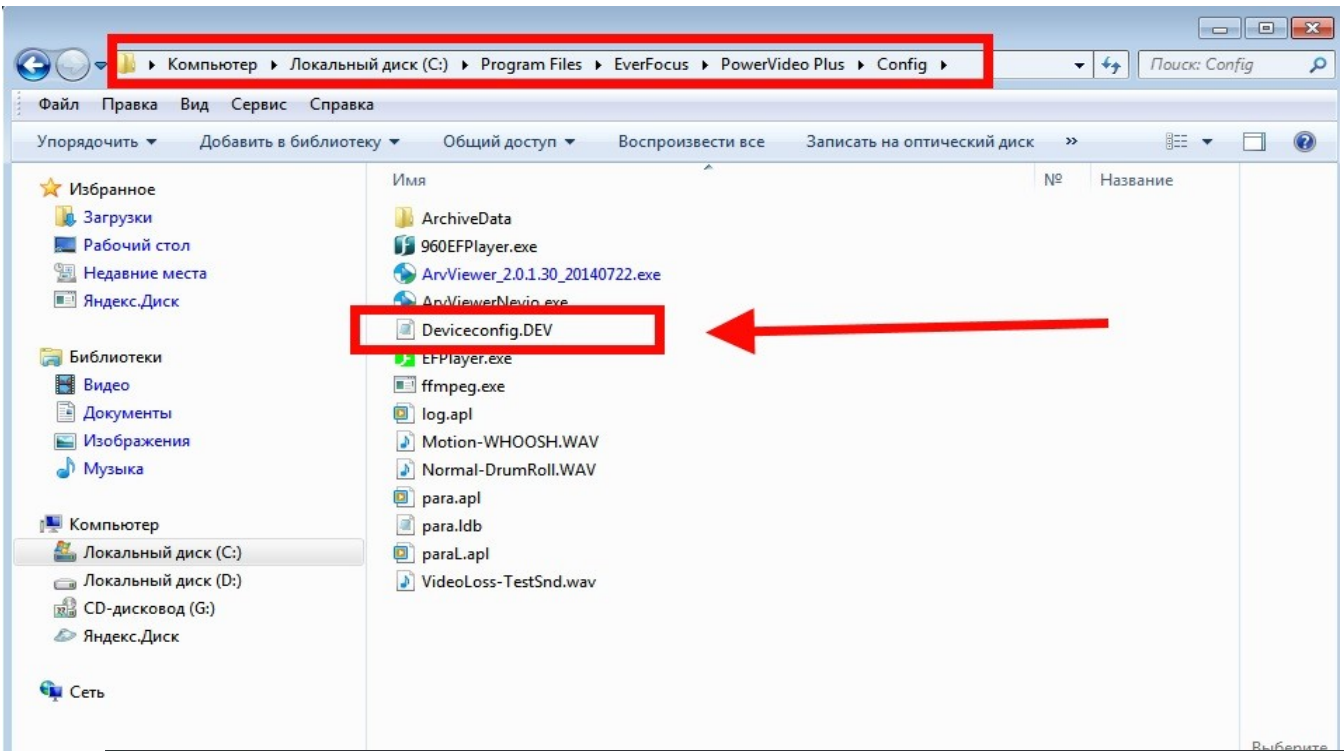 Компьютер ▸ Локальный диск (C:) ▸ Program Files ▸ EverFocus ▸ PowerVideo Plus ▸ Config ▸
Поиск: Config
Файл Правка Вид Сервис Справка
Упорядочить Добавить в библиотеку Общий доступ Воспроизвести все Записать на оптический диск »
Избранное
Загрузки
Рабочий стол
Недавние места
Яндекс.Диск
Библиотеки
Видео
Документы
Изображения
Музыка
Компьютер
Локальный диск (C:)
Локальный диск (D:)
CD-дисковод (G:)
Яндекс.Диск
Сеть
Имя № Название
ArchiveData
960EFPlayer.exe
ArvViewer_2.0.1.30_20140722.exe
ArvViewerNevio.exe
Deviceconfig.DEV
EFPlayer.exe
ffmpeg.exe
log.apl
Motion-WHOOSH.WAV
Normal-DrumRoll.WAV
para.apl
para.ldb
paraL.apl
VideoLoss-TestSnd.wav
Выберите